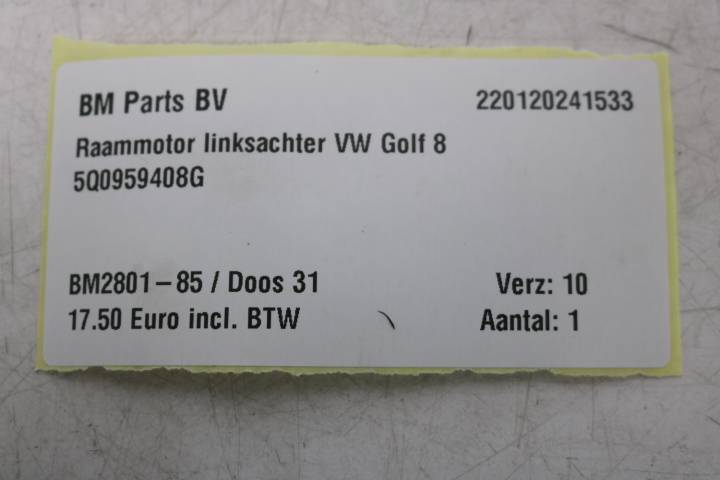 BM Parts BV 220120241533
Raammotor linksachter VW Golf 8
5Q0959408G
BM2801-85 / Doos 31 Verz: 10
17.50 Euro incl. BTW Aantal: 1